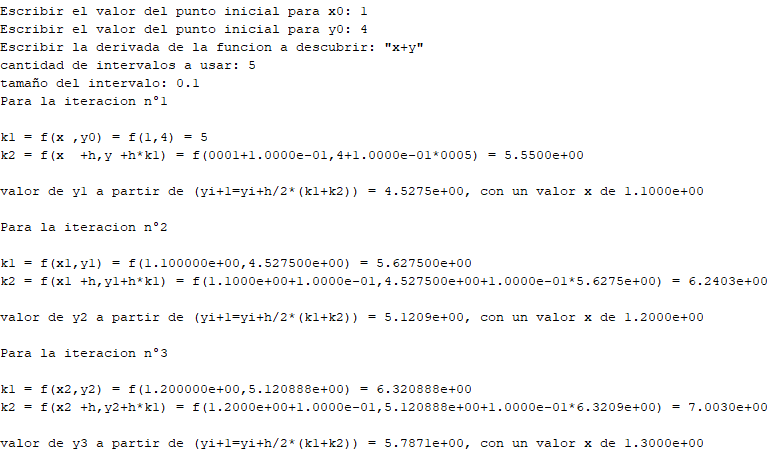 Escribir el valor del punto inicial para x0: 1
Escribir el valor del punto inicial para y0: 4
Escribir la derivada de la funcion a descubrir: "x+y"
cantidad de intervalos a usar: 5
tamaño del intervalo: 0.1
Para la iteracion n°1
k1 = f(x ,y0) = f(1,4) = 5
k2 = f(x  +h,y +h*k1) = f(0001+1.0000e-01,4+1.0000e-01*0005) = 5.5500e+00
valor de y1 a partir de (yi+1=yi+h/2*(k1+k2)) = 4.5275e+00, con un valor x de 1.1000e+00
Para la iteracion n°2
k1 = f(x1,y1) = f(1.100000e+00,4.527500e+00) = 5.627500e+00
k2 = f(x1 +h,y1+h*k1) = f(1.1000e+00+1.0000e-01,4.527500e+00+1.0000e-01*5.6275e+00) = 6.2403e+00
valor de y2 a partir de (yi+1=yi+h/2*(k1+k2)) = 5.1209e+00, con un valor x de 1.2000e+00
Para la iteracion n°3
k1 = f(x2,y2) = f(1.200000e+00,5.120888e+00) = 6.320888e+00
k2 = f(x2 +h,y2+h*k1) = f(1.2000e+00+1.0000e-01,5.120888e+00+1.0000e-01*6.3209e+00) = 7.0030e+00
valor de y3 a partir de (yi+1=yi+h/2*(k1+k2)) = 5.7871e+00, con un valor x de 1.3000e+00